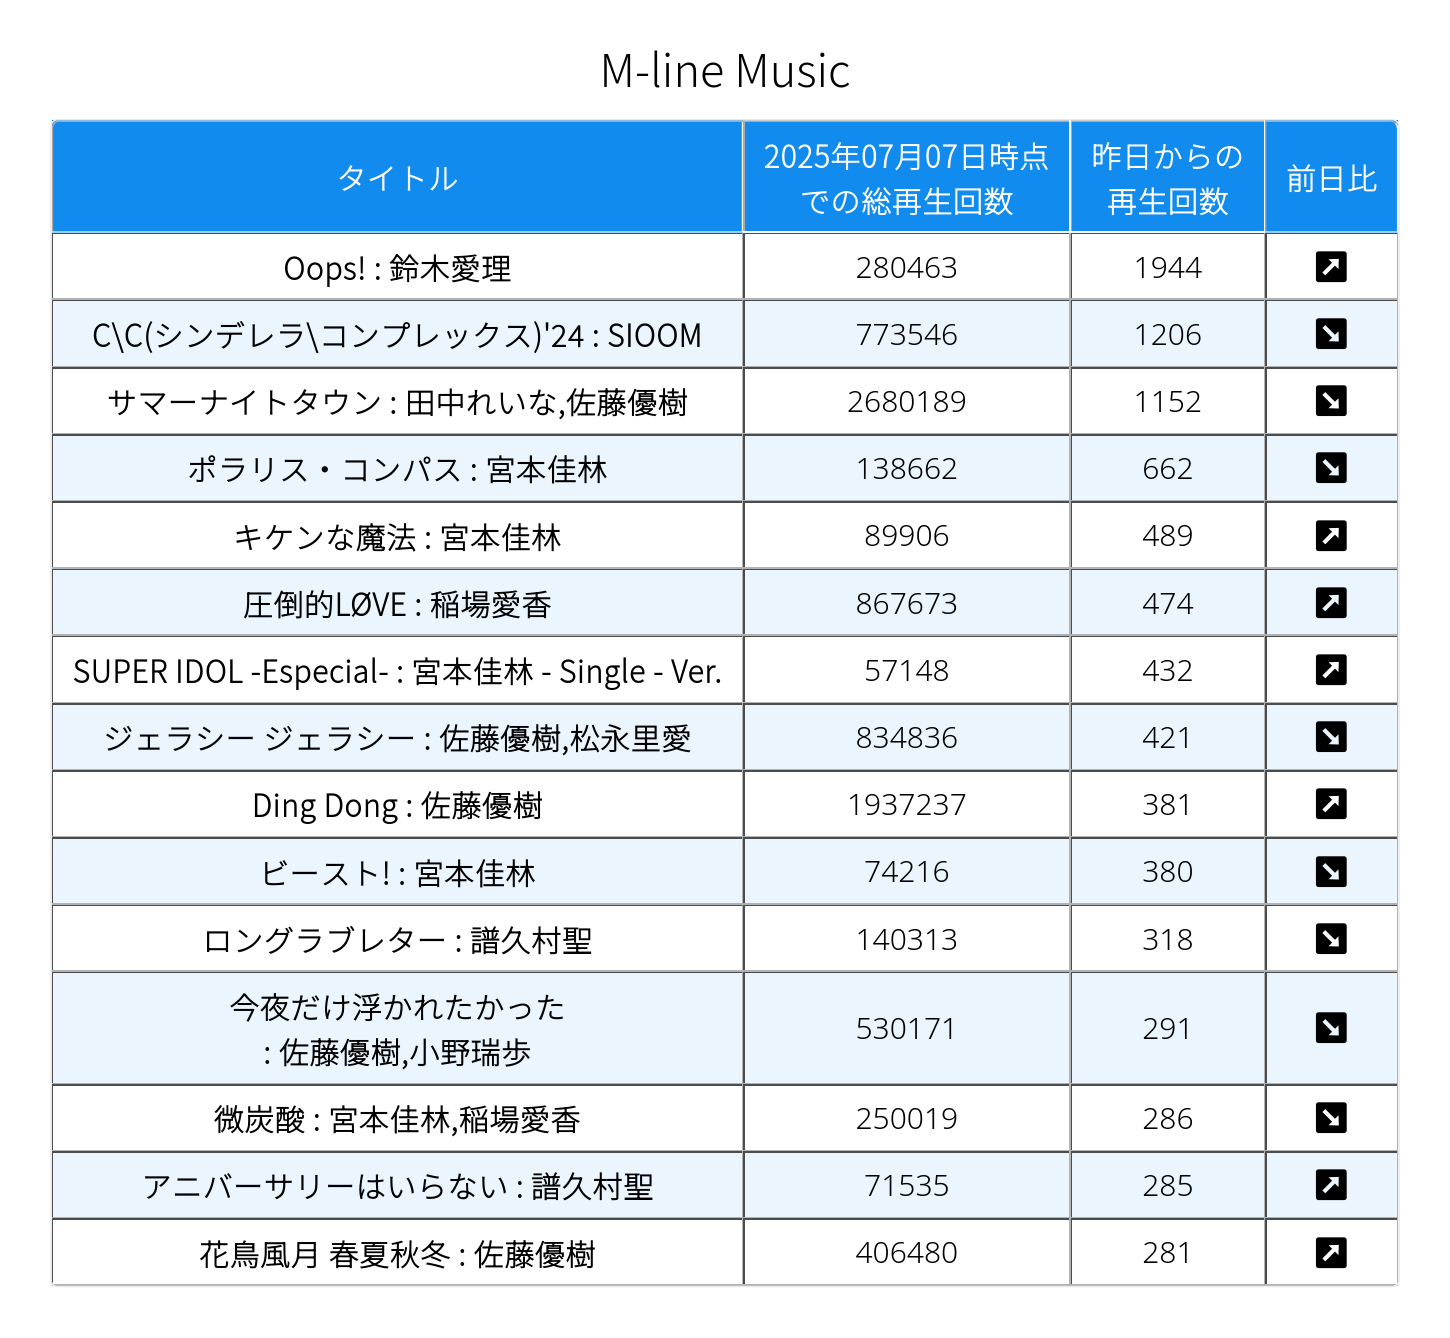 M-line Music
タイトル 2025年07月07日時点 での総再生回数 昨日からの 再生回数 前日比
Oops! : 鈴木愛理 280463 1944
C\C(シンデレラ\コンプレックス)'24 : SIOOM 773546 1206
サマーナイトタウン : 田中れいな,佐藤優樹 2680189 1152
ポラリス・コンパス : 宮本佳林 138662 662
キケンな魔法 : 宮本佳林 89906 489
圧倒的LØVE : 稲場愛香 867673 474
SUPER IDOL -Especial- : 宮本佳林 - Single - Ver. 57148 432
ジェラシー ジェラシー : 佐藤優樹,松永里愛 834836 421
Ding Dong : 佐藤優樹 1937237 381
ビースト! : 宮本佳林 74216 380
ロングラブレター : 譜久村聖 140313 318
今夜だけ浮かれたかった
: 佐藤優樹,小野瑞歩 530171 291
微炭酸 : 宮本佳林,稲場愛香 250019 286
アニバーサリーはいらない : 譜久村聖 71535 285
花鳥風月 春夏秋冬 : 佐藤優樹 406480 281